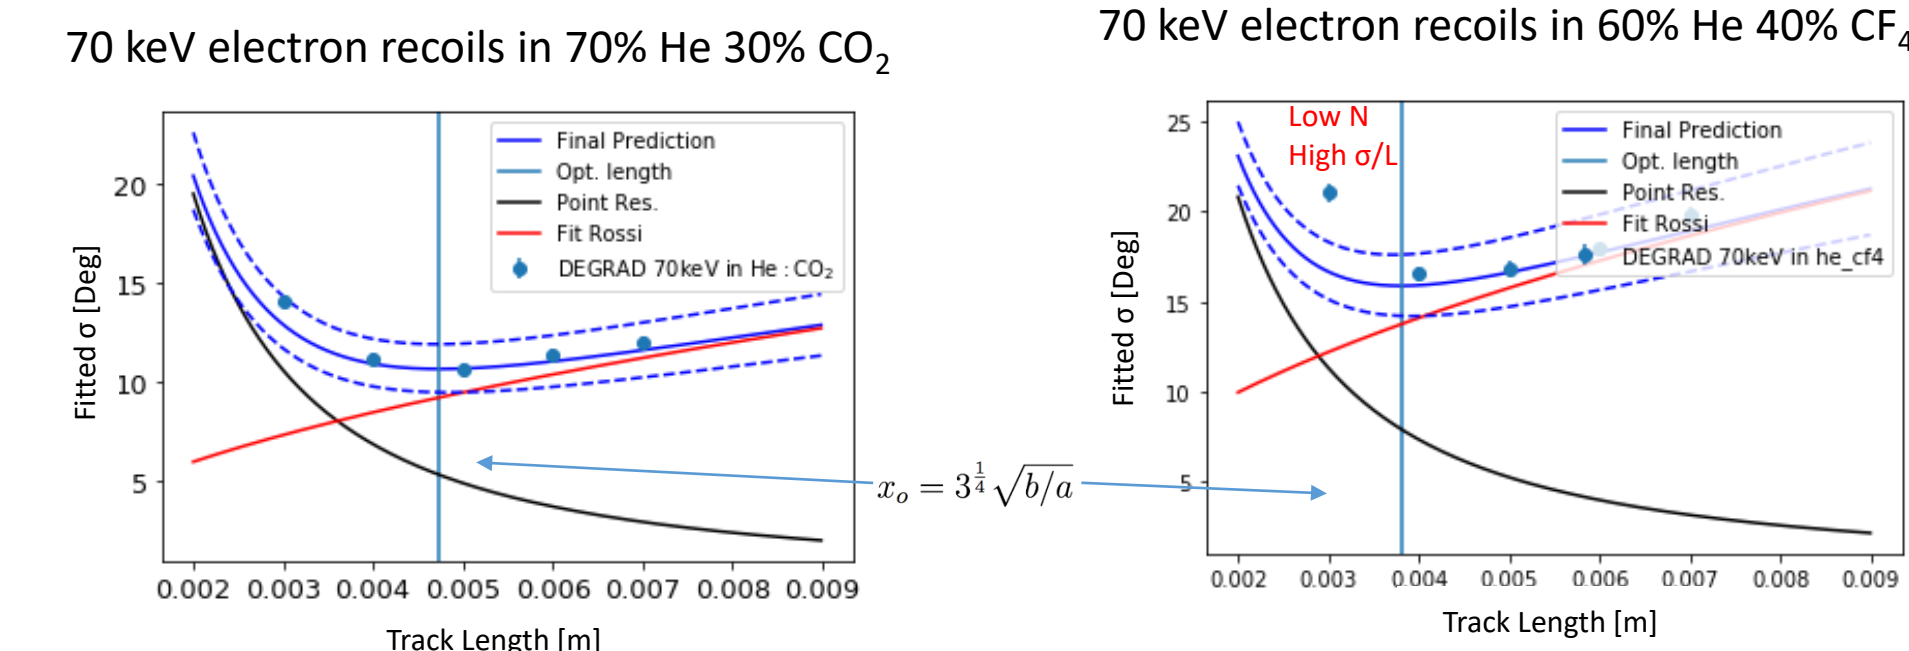 70 keV electron recoils in 70% He 30% CO₂
20
15
10
5
Fitted σ [Deg]
Final Prediction
Opt. length
Point Res.
Fit Rossi
DEGRAD 70keV in He : CO₂
0.002 0.003 0.004 0.005 0.006 0.007 0.008 0.009
Track Length [m]
x_o = 3^{1/4} √(b/a)
70 keV electron recoils in 60% He 40% CF₄
Low N
High σ/L
25
20
15
10
5
Fitted σ [Deg]
Final Prediction
Opt. length
Point Res.
Fit Rossi
DEGRAD 70keV in he_cf4
0.002 0.003 0.004 0.005 0.006 0.007 0.008 0.009
Track Length [m]